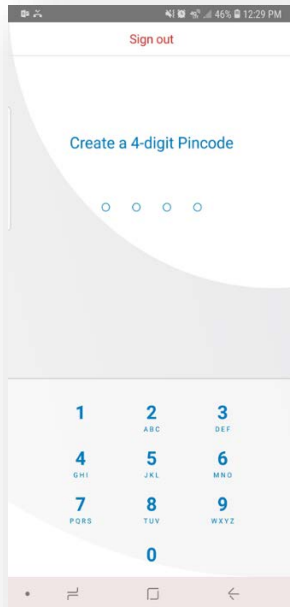 46% 12:29 PM
Sign out
Create a 4-digit Pincode
1 2 3
ABC DEF
4 5 6
GHI JKL MNO
7 8 9
PQRS TUV WXYZ
0